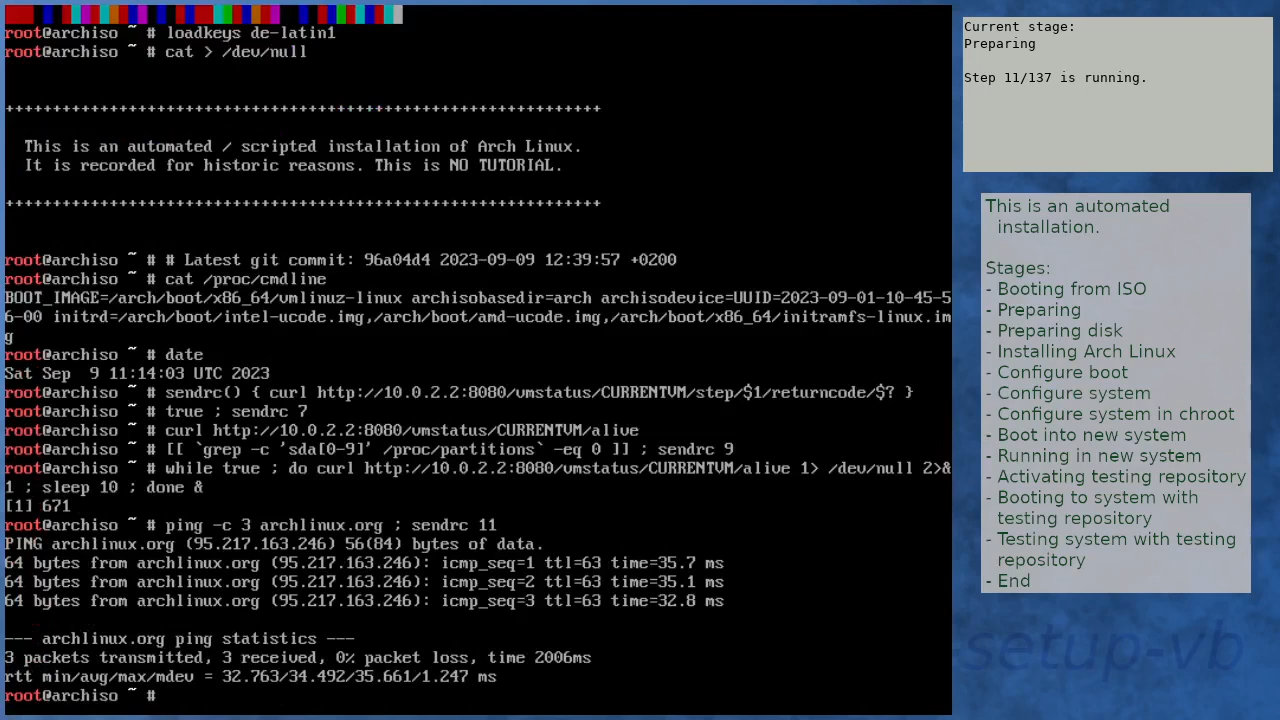 root@archiso ~ # loadkeys de-latin1
root@archiso ~ # cat > /dev/null
+++++++++++++++++++++++++++++++++++++++++++++++++++++++++++++++
This is an automated / scripted installation of Arch Linux.
It is recorded for historic reasons. This is NO TUTORIAL.
+++++++++++++++++++++++++++++++++++++++++++++++++++++++++++++++
root@archiso ~ # # Latest git commit: 96a04d4 2023-09-09 12:39:57 +0200
root@archiso ~ # cat /proc/cmdline
BOOT_IMAGE=/arch/boot/x86_64/vmlinuz-linux archisobasedir=arch archisodevice=UUID=2023-09-01-10-45-5
6-00 initrd=/arch/boot/intel-ucode.img,/arch/boot/amd-ucode.img,/arch/boot/x86_64/initramfs-linux.im
g
root@archiso ~ # date
Sat Sep  9 11:14:03 UTC 2023
root@archiso ~ # sendrc() { curl http://10.0.2.2:8080/vmstatus/CURRENTVM/step/$1/returncode/$? }
root@archiso ~ # true ; sendrc 7
root@archiso ~ # curl http://10.0.2.2:8080/vmstatus/CURRENTVM/alive
root@archiso ~ # [[ `grep -c 'sda[0-9]' /proc/partitions` -eq 0 ]] ; sendrc 9
root@archiso ~ # while true ; do curl http://10.0.2.2:8080/vmstatus/CURRENTVM/alive 1> /dev/null 2>&
1 ; sleep 10 ; done &
[1] 671
root@archiso ~ # ping -c 3 archlinux.org ; sendrc 11
PING archlinux.org (95.217.163.246) 56(84) bytes of data.
64 bytes from archlinux.org (95.217.163.246): icmp_seq=1 ttl=63 time=35.7 ms
64 bytes from archlinux.org (95.217.163.246): icmp_seq=2 ttl=63 time=35.1 ms
64 bytes from archlinux.org (95.217.163.246): icmp_seq=3 ttl=63 time=32.8 ms
--- archlinux.org ping statistics ---
3 packets transmitted, 3 received, 0% packet loss, time 2006ms
rtt min/avg/max/mdev = 32.763/34.492/35.661/1.247 ms
root@archiso ~ #
Current stage:
Preparing
Step 11/137 is running.
This is an automated
installation.
Stages:
- Booting from ISO
- Preparing
- Preparing disk
- Installing Arch Linux
- Configure boot
- Configure system
- Configure system in chroot
- Boot into new system
- Running in new system
- Activating testing repository
- Booting to system with
testing repository
- Testing system with testing
repository
- End
-setup-vb